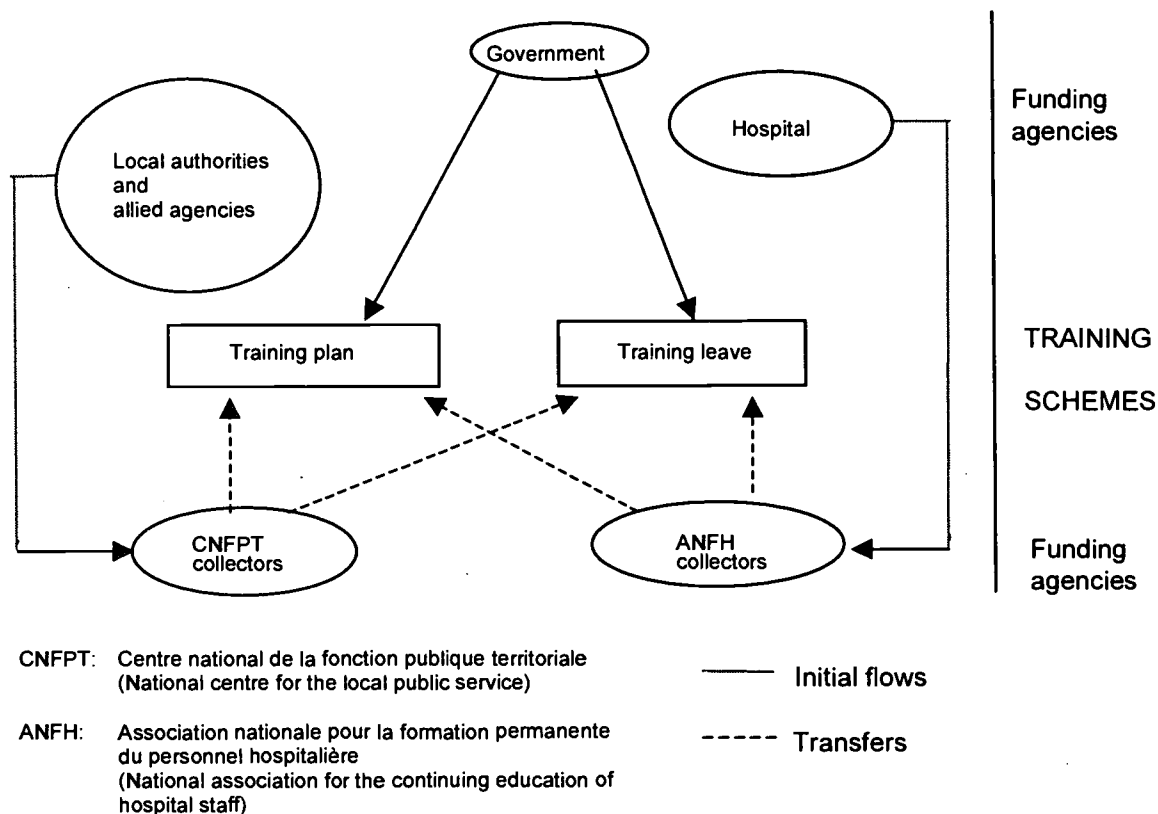 Government
Funding
agencies
Hospital
Local authorities
and
allied agencies
Training plan
Training leave
TRAINING
SCHEMES
CNFPT
collectors
ANFH
collectors
Funding
agencies
CNFPT: Centre national de la fonction publique territoriale
(National centre for the local public service)
Initial flows
ANFH: Association nationale pour la formation permanente
du personnel hospitalière
(National association for the continuing education of
hospital staff)
Transfers